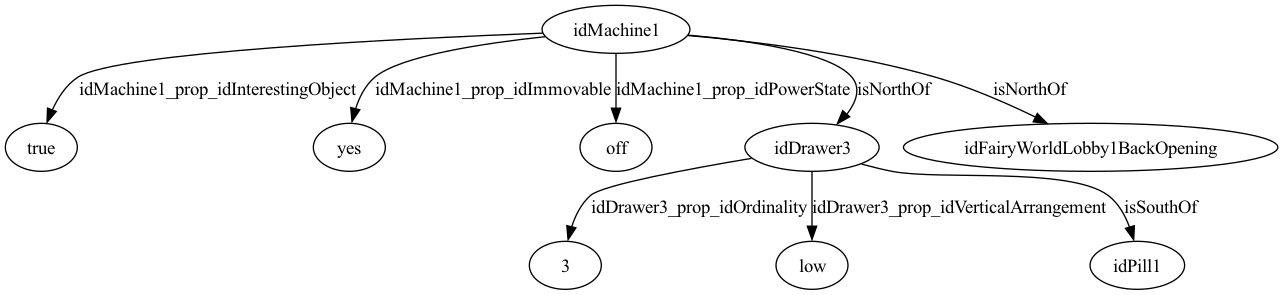 idMachine1
idMachine1_prop_idInterestingObject
idMachine1_prop_idImmovable
idMachine1_prop_idPowerState
isNorthOf
isNorthOf
true
yes
off
idDrawer3
idFairyWorldLobby1BackOpening
idDrawer3_prop_idOrdinality
idDrawer3_prop_idVerticalArrangement
isSouthOf
3
low
idPill1